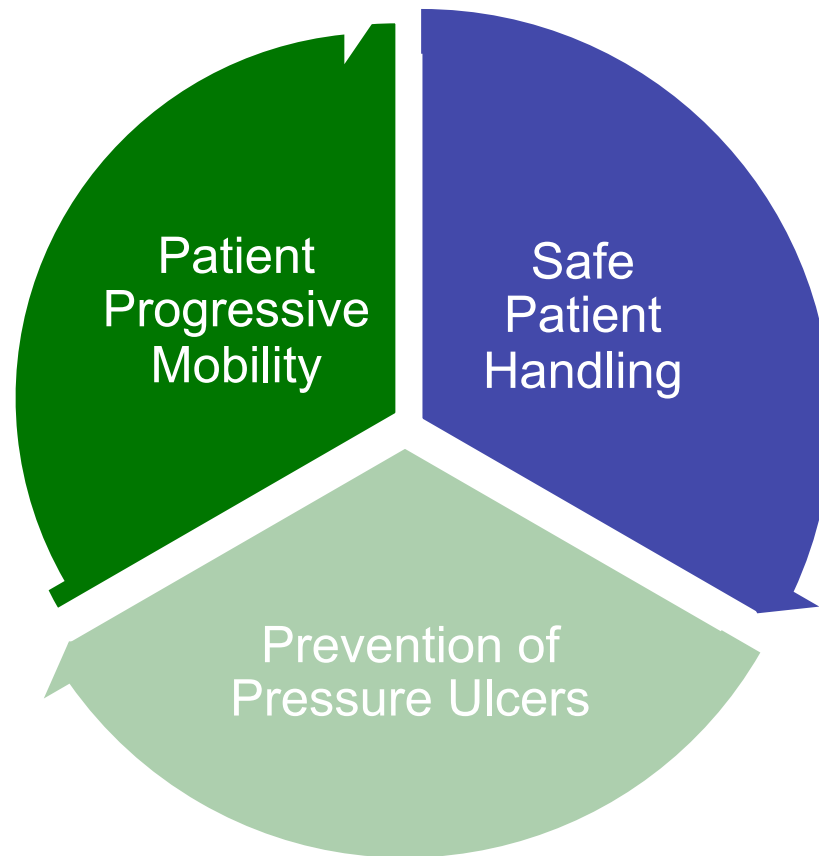 Patient
Progressive
Mobility
Safe
Patient
Handling
Prevention of
Pressure Ulcers